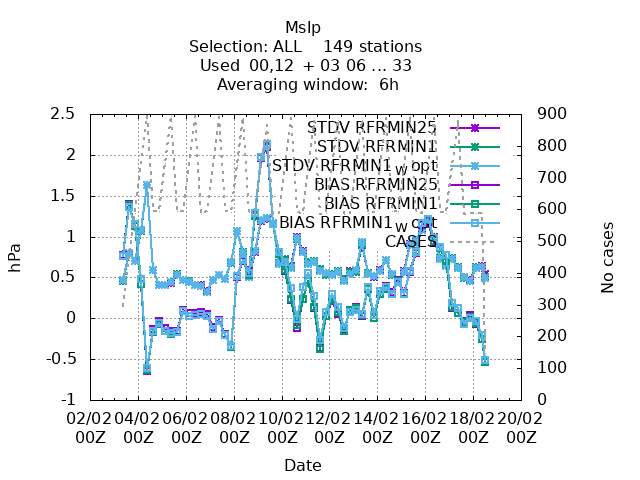 Mslp
Selection: ALL 149 stations
Used 00,12 + 03 06 ... 33
Averaging window: 6h
2.5
2
1.5
1
0.5
0
-0.5
-1
hPa
900
800
700
600
500
400
300
200
100
0
No cases
STDV RFRMIN25
STDV RFRMIN1
STDV RFRMIN1w opt
BIAS RFRMIN25
BIAS RFRMIN1
BIAS RFRMIN1w opt
CASES
02/02 04/02 06/02 08/02 10/02 12/02 14/02 16/02 18/02 20/02
00Z 00Z 00Z 00Z 00Z 00Z 00Z 00Z 00Z 00Z
Date